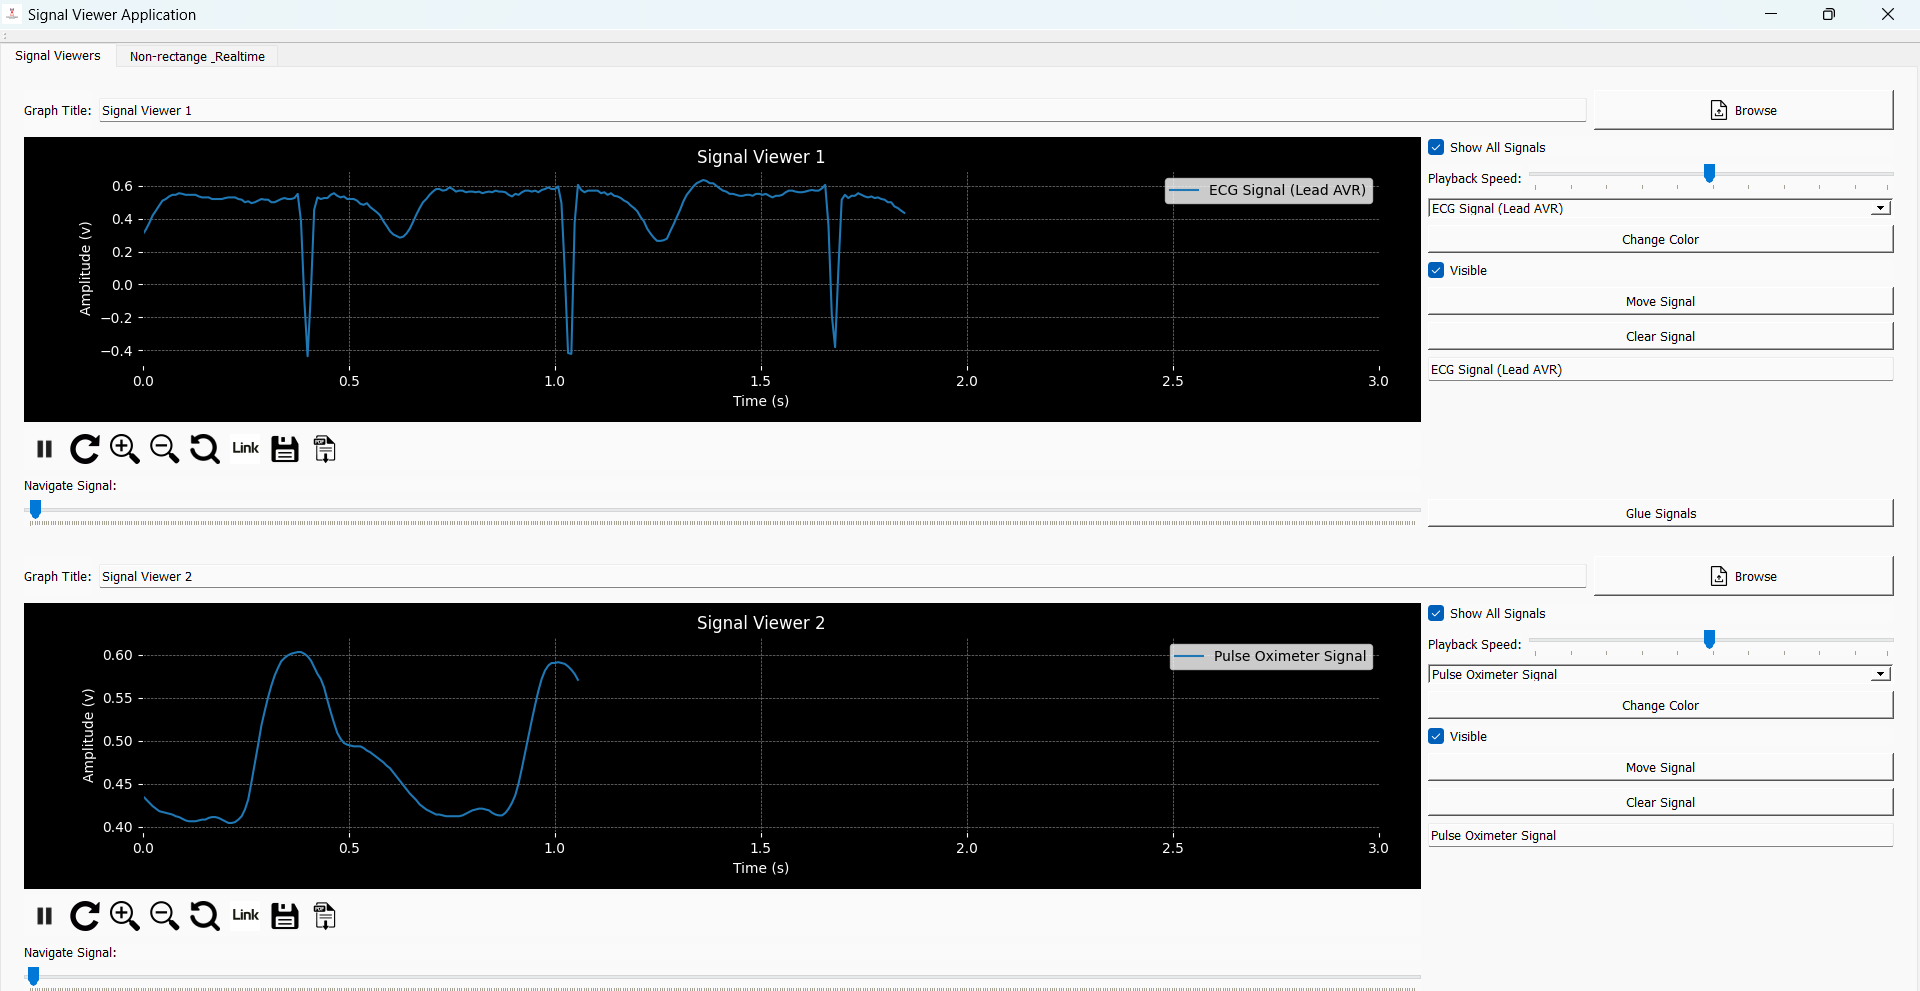 Signal Viewer Application
Signal Viewers
Non-rectange _Realtime
Graph Title:
Signal Viewer 1
Browse
Signal Viewer 1
ECG Signal (Lead AVR)
Amplitude (v)
0.6
0.4
0.2
0.0
−0.2
−0.4
0.0
0.5
1.0
1.5
2.0
2.5
3.0
Time (s)
Show All Signals
Playback Speed:
ECG Signal (Lead AVR)
Change Color
Visible
Move Signal
Clear Signal
ECG Signal (Lead AVR)
Link
PDF
Navigate Signal:
Glue Signals
Graph Title:
Signal Viewer 2
Browse
Signal Viewer 2
Pulse Oximeter Signal
Amplitude (v)
0.60
0.55
0.50
0.45
0.40
0.0
0.5
1.0
1.5
2.0
2.5
3.0
Time (s)
Show All Signals
Playback Speed:
Pulse Oximeter Signal
Change Color
Visible
Move Signal
Clear Signal
Pulse Oximeter Signal
Link
PDF
Navigate Signal: